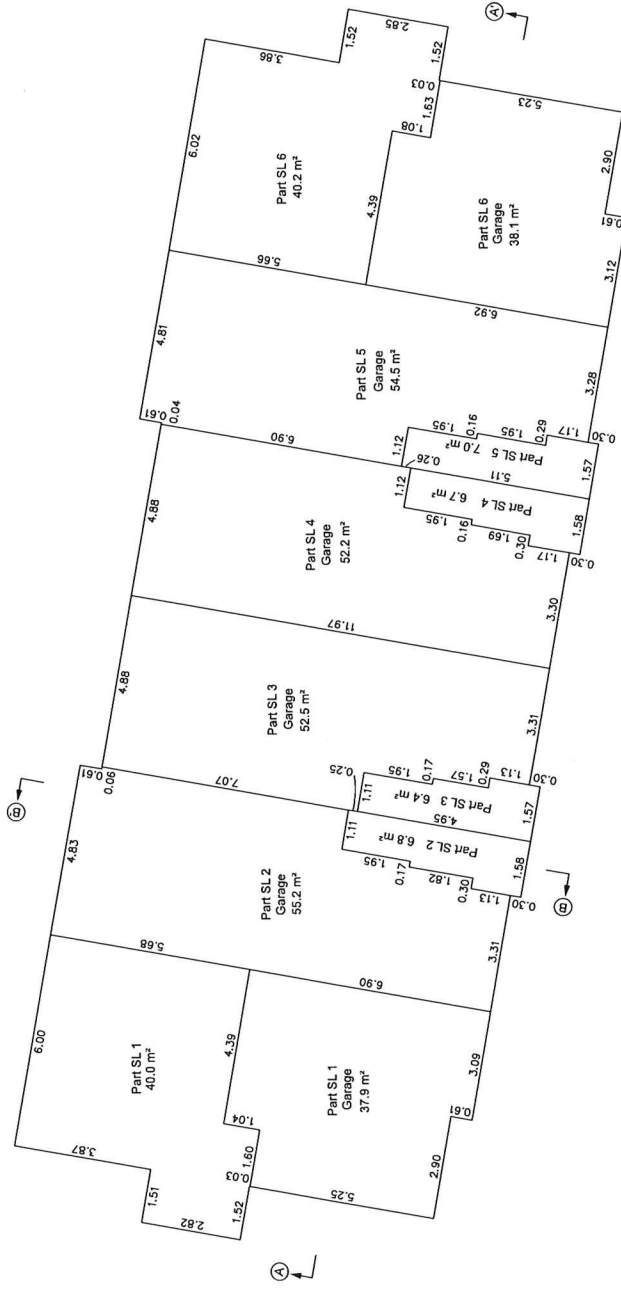 A'
2.85
1.52
1.52
3.86
0.03
1.63
1.08
6.02
Part SL 6
40.2 m²
4.39
5.23
2.90
0.61
3.12
Part SL 6
Garage
38.1 m²
5.66
6.92
4.81
0.61
0.04
Part SL 5
Garage
54.5 m²
3.28
1.95
0.16
1.95
0.29
1.17
0.30
1.12
Part SL 5
7.0 m²
1.57
6.90
0.26
5.11
1.12
Part SL 4
6.7 m²
1.58
1.95
0.16
1.69
0.30
1.17
0.30
4.88
Part SL 4
Garage
52.2 m²
3.30
11.97
4.88
Part SL 3
Garage
52.5 m²
3.31
0.61
0.06
B'
7.07
0.25
1.11
1.95
0.17
1.57
0.29
1.13
0.30
Part SL 3
6.4 m²
1.57
4.95
1.11
Part SL 2
6.8 m²
1.58
1.95
0.17
1.82
0.30
1.13
0.30
B
4.83
Part SL 2
Garage
55.2 m²
3.31
5.68
6.90
6.00
Part SL 1
40.0 m²
4.39
1.04
1.60
0.03
3.87
1.51
2.82
1.52
Part SL 1
Garage
37.9 m²
3.09
0.61
2.90
5.25
A